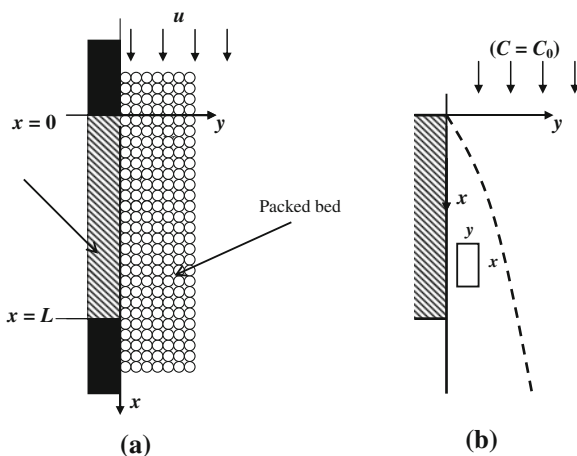 u
x = 0
y
Packed bed
x = L
x
(a)
(C = C₀)
y
x
y
x
(b)